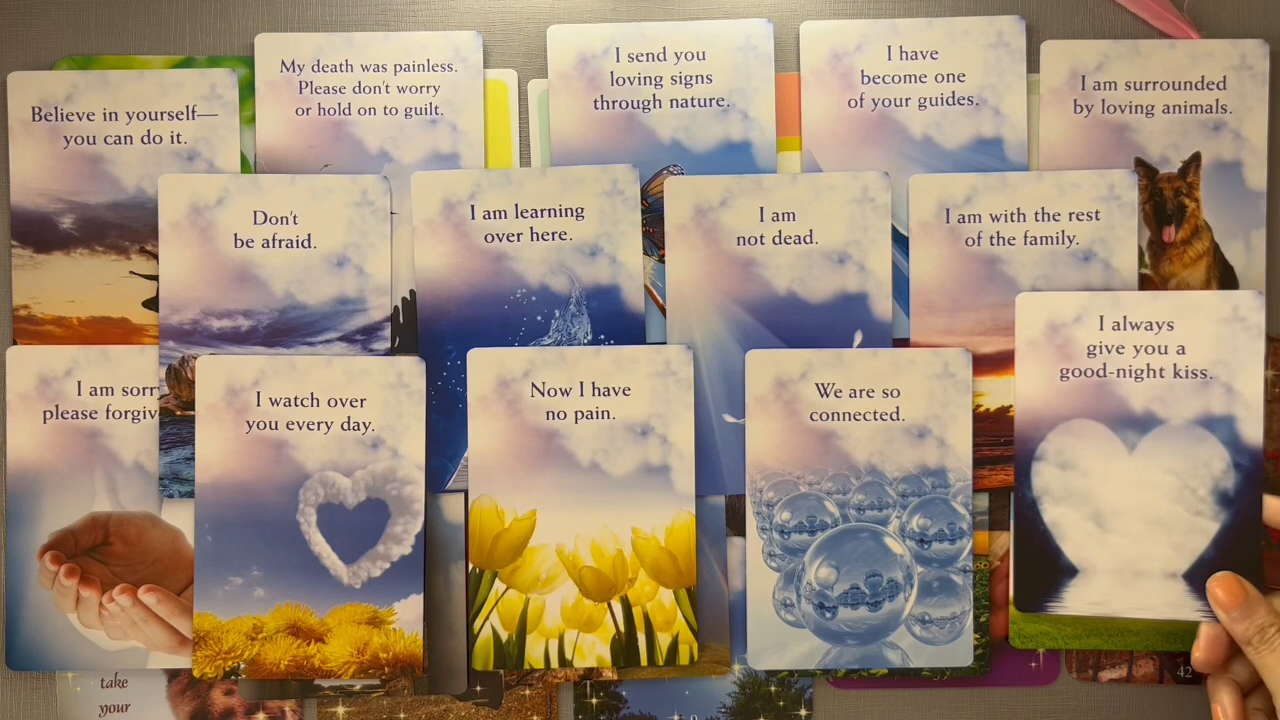 Believe in yourself—
you can do it.
My death was painless.
Please don't worry
or hold on to guilt.
I send you
loving signs
through nature.
I have
become one
of your guides.
I am surrounded
by loving animals.
Don't
be afraid.
I am learning
over here.
I am
not dead.
I am with the rest
of the family.
I am
please
I watch over
you every day.
Now I have
no pain.
We are so
connected.
I always
give you a
good-night kiss.
take
your
42